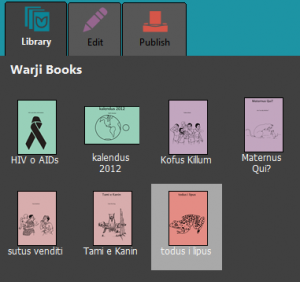 Library
Edit
Publish
Warji Books
Kalendus 2012
Maternus Qui?
HIV o AIDs
kalendus
2012
Kofus Killum
Maternus
Qui?
Tami e Kanin
todus i lipus
sutus venditi
Tami e Kanin
todus i lipus